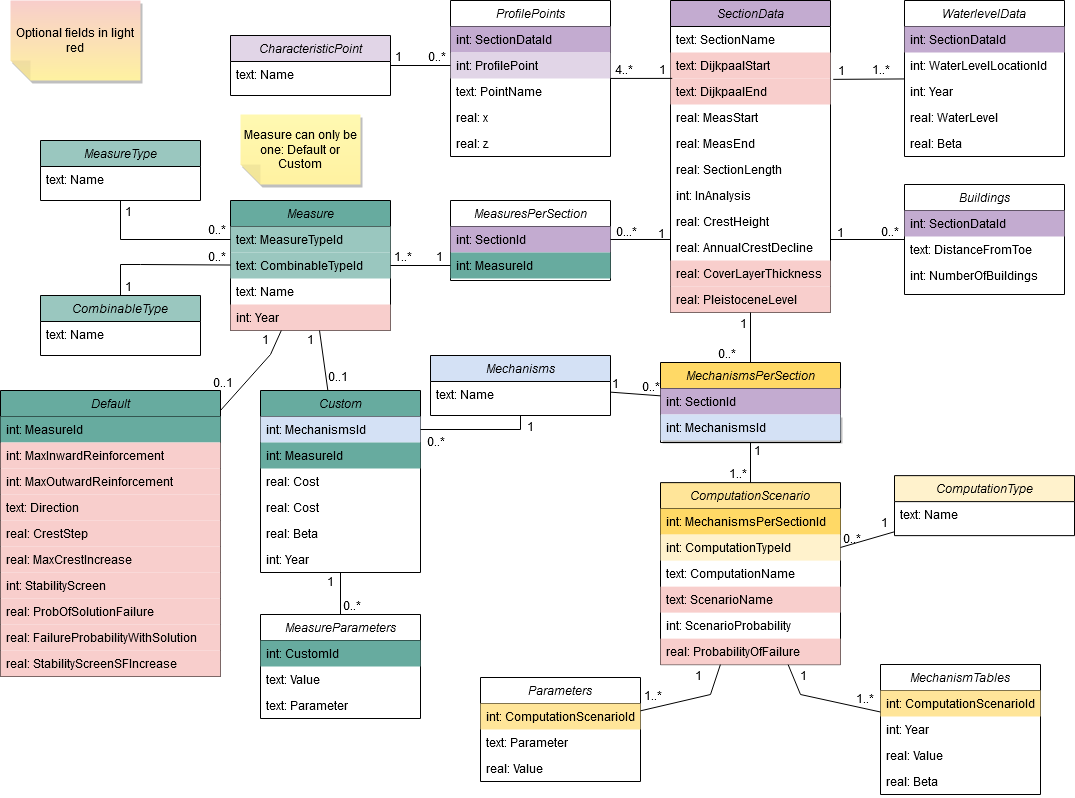 Optional fields in light
red
CharacteristicPoint
text: Name
1
0..*
ProfilePoints
int: SectionDataId
int: ProfilePoint
text: PointName
real: x
real: z
4..*
1
SectionData
text: SectionName
text: DijkpaalStart
text: DijkpaalEnd
real: MeasStart
real: MeasEnd
real: SectionLength
int: InAnalysis
real: CrestHeight
real: AnnualCrestDecline
real: CoverLayerThickness
real: PleistoceneLevel
1
1..*
WaterlevelData
int: SectionDataId
int: WaterLevelLocationId
int: Year
real: WaterLevel
real: Beta
Measure can only be
one: Default or
Custom
MeasureType
text: Name
1
0..*
Measure
text: MeasureTypeId
text: CombinableTypeId
text: Name
int: Year
0..*
1
CombinableType
text: Name
1..*
1
MeasuresPerSection
int: SectionId
int: MeasureId
0...*
1
1
0..*
Buildings
int: SectionDataId
text: DistanceFromToe
int: NumberOfBuildings
1
0..1
1
0..1
Default
int: MeasureId
int: MaxInwardReinforcement
int: MaxOutwardReinforcement
text: Direction
real: CrestStep
real: MaxCrestIncrease
int: StabilityScreen
real: ProbOfSolutionFailure
real: FailureProbabilityWithSolution
real: StabilityScreenSFIncrease
Custom
int: MechanismsId
int: MeasureId
real: Cost
real: Cost
real: Beta
int: Year
0..*
1
Mechanisms
text: Name
1
0..*
1
0..*
MechanismsPerSection
int: SectionId
int: MechanismsId
1
1..*
ComputationScenario
int: MechanismsPerSectionId
int: ComputationTypeId
text: ComputationName
text: ScenarioName
int: ScenarioProbability
real: ProbabilityOfFailure
0..*
1
ComputationType
text: Name
1
0..*
MeasureParameters
int: CustomId
text: Value
text: Parameter
1
1..*
Parameters
int: ComputationScenarioId
text: Parameter
real: Value
1
1..*
MechanismTables
int: ComputationScenarioId
int: Year
real: Value
real: Beta